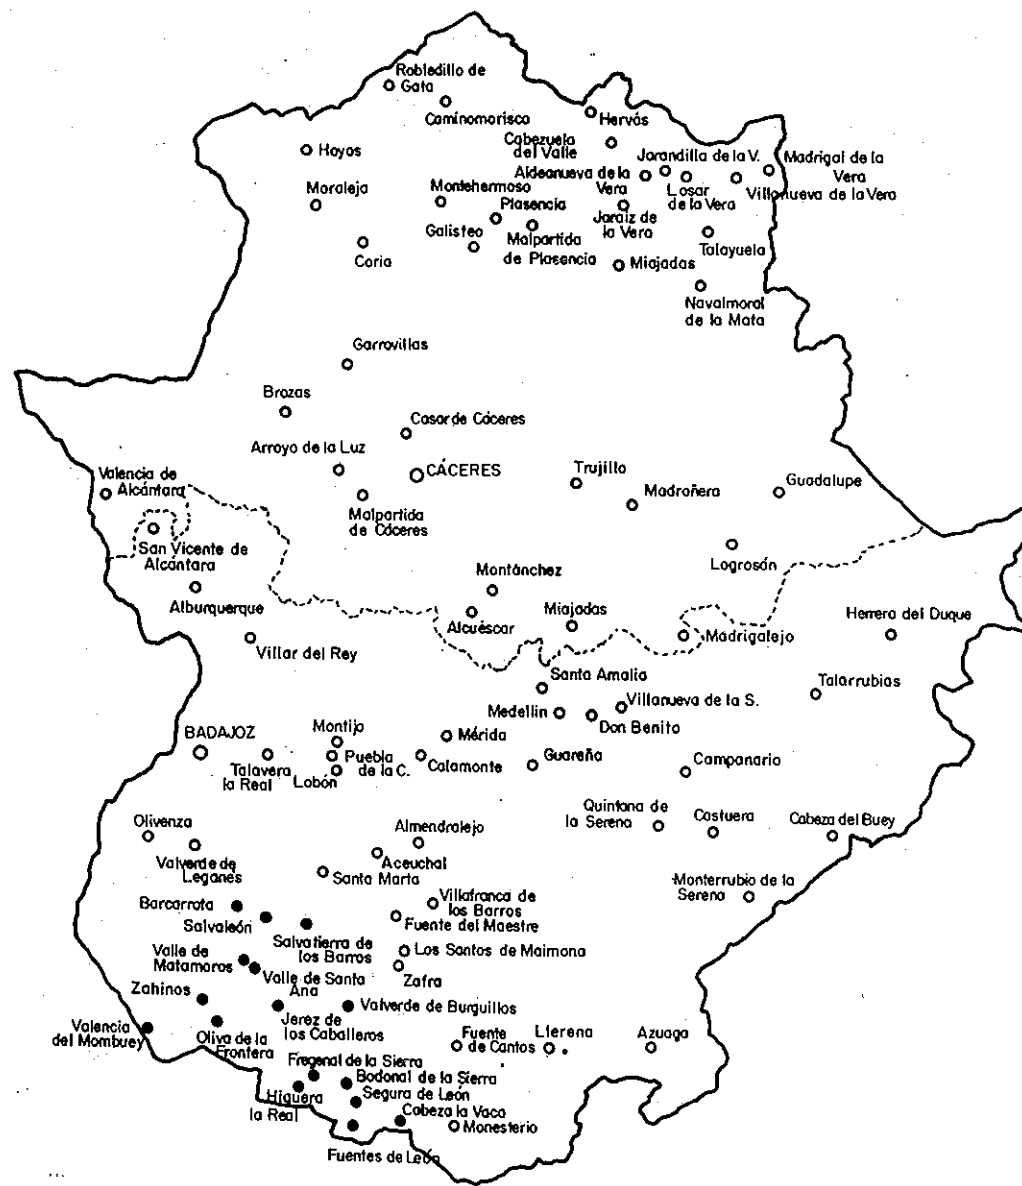 Robledillo de
Gata
Caminomorisco
Hervás
Cabezuela
del Valle
Hoyos
Jarandilla de la V.
Madrigal de la
Vera
Aldeanueva de la
Vera
Losar
de la Vera
Villanueva de la Vera
Moraleja
Montehermoso
Plasencia
Jaraíz de
la Vera
Galisteo
Malpartida
de Plasencia
Talayuela
Coria
Miajadas
Navalmoral
de la Mata
Garrovillas
Brozas
Casar de Cáceres
Arroyo de la Luz
CÁCERES
Trujillo
Guadalupe
Valencia de
Alcántara
Madroñera
Malpartida
de Cáceres
San Vicente de
Alcántara
Logrosán
Montánchez
Alburquerque
Miajadas
Herrera del Duque
Alcuéscar
Madrigalejo
Villar del Rey
Santa Amalia
Talarrubias
Villanueva de la S.
Medellín
Don Benito
BADAJOZ
Montijo
Mérida
Talavera
la Real
Puebla
de la C.
Lobón
Calamonte
Guareña
Campanario
Quintana de
la Serena
Castuera
Cabeza del Buey
Olivenza
Almendralejo
Valverde de
Leganés
Aceuchal
Santa Marta
Monterrubio de la
Serena
Barcarrota
Villafranca de
los Barros
Salvaleón
Fuente del Maestre
Salvatierra de
los Barros
Los Santos de Maimona
Valle de
Matamoros
Valle de Santa
Ana
Zafra
Zahinos
Valverde de Burguillos
Jerez de
los Caballeros
Valencia
del Mombuey
Oliva de la
Frontera
Fuente
de Cantos
Llerena
Azuaga
Fregenal de la Sierra
Bodonal de la Sierra
Higuera
la Real
Segura de León
Cabeza la Vaca
Monesterio
Fuentes de León